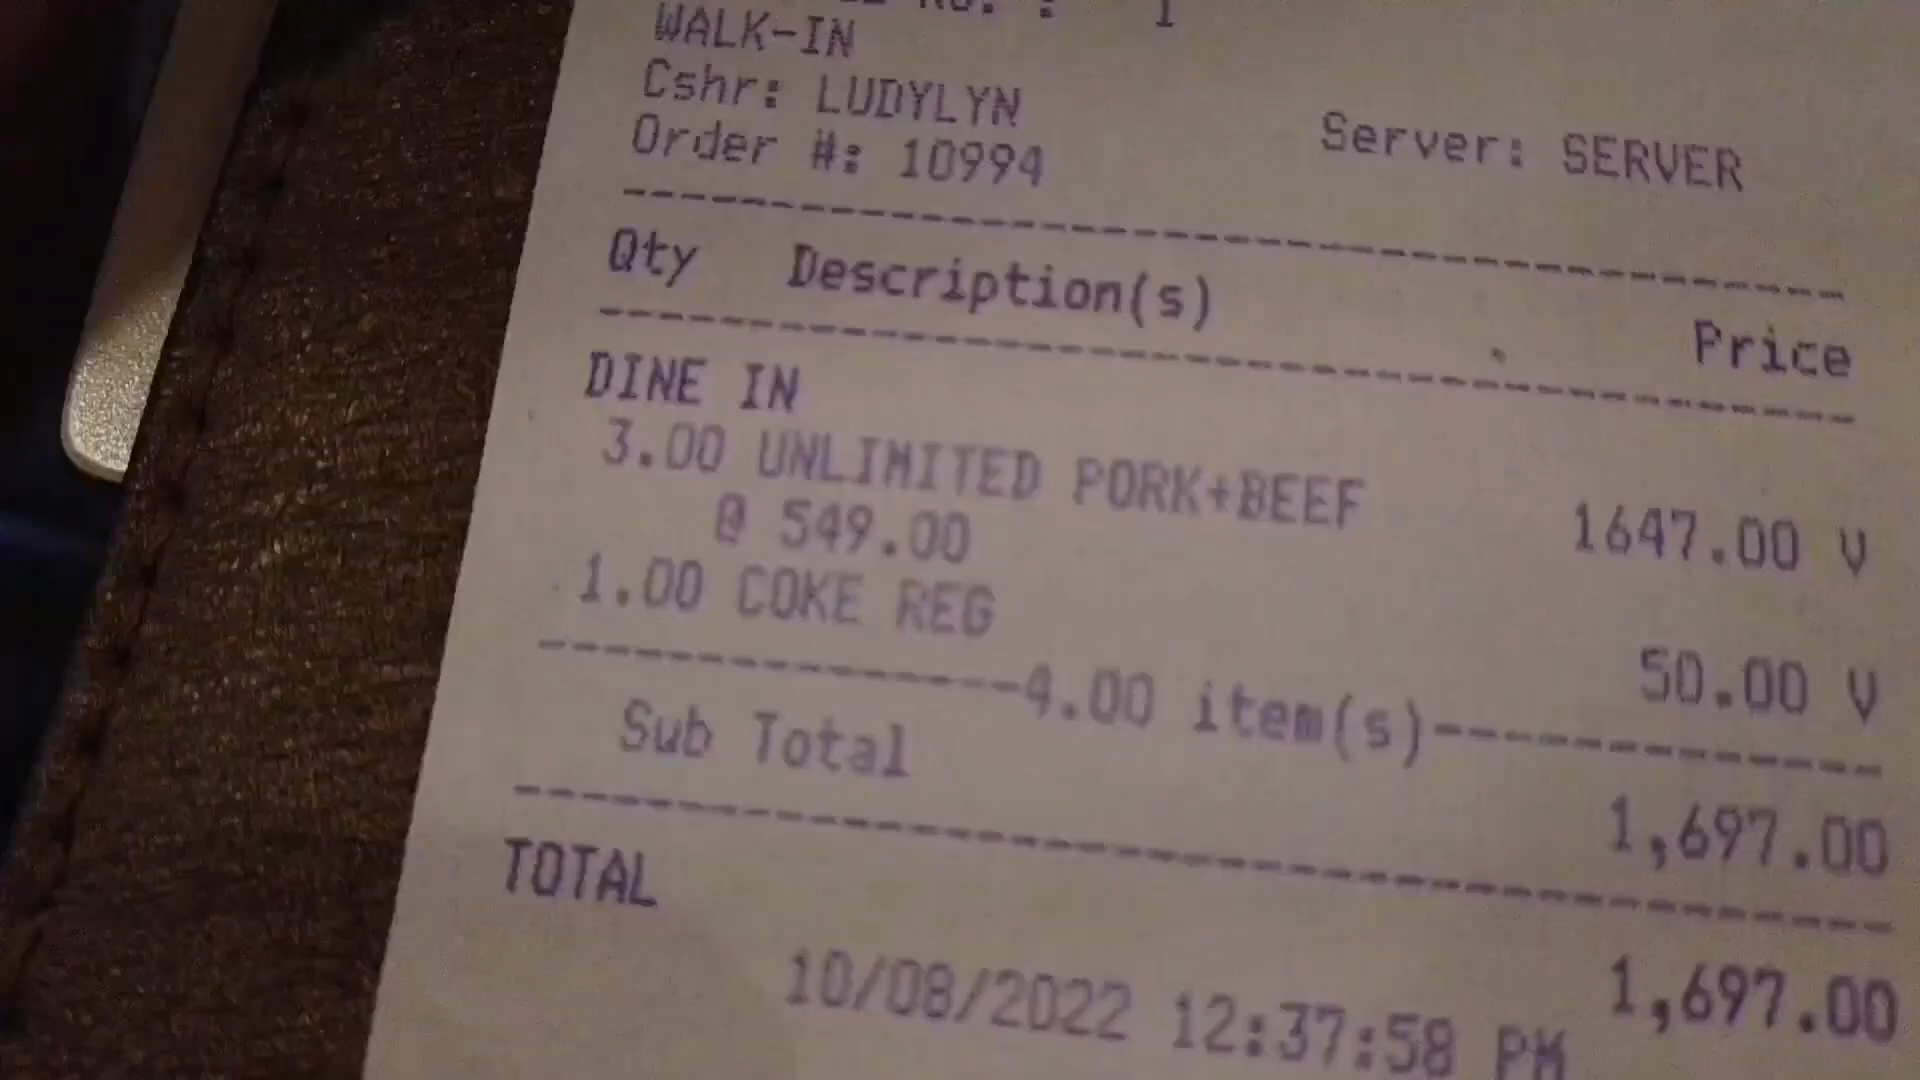 No. : 1
WALK-IN
Cshr: LUDYLYN
Order #: 10994 Server: SERVER
Qty Description(s) Price
DINE IN
3.00 UNLIMITED PORK+BEEF 1647.00 V
@ 549.00
1.00 COKE REG 50.00 V
4.00 item(s)
Sub Total 1,697.00
TOTAL 1,697.00
10/08/2022 12:37:58 PM